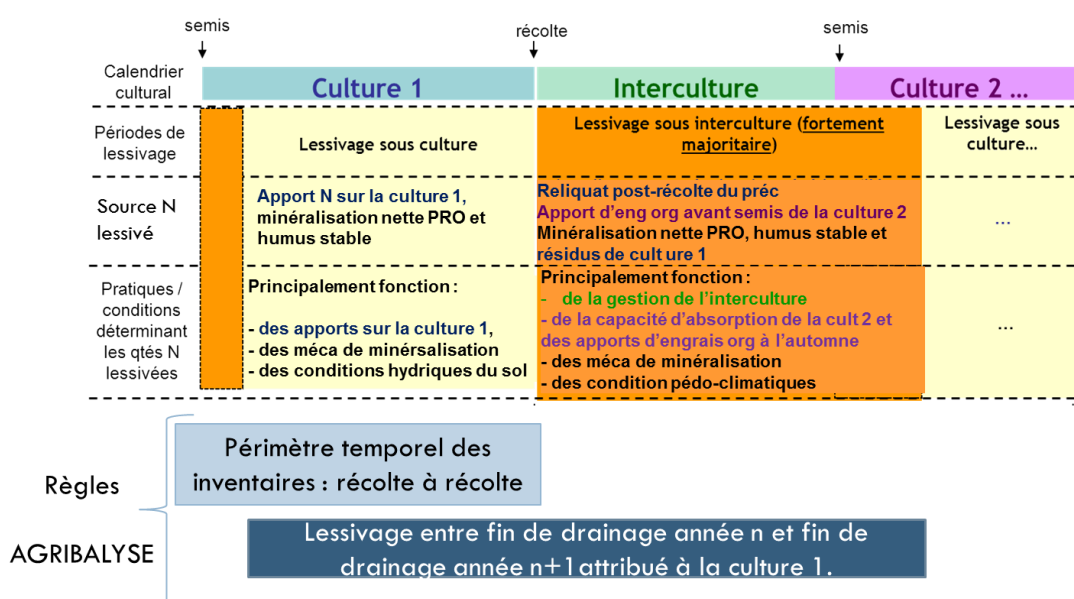 semis
récolte
semis
Calendrier
cultural
Culture 1
Interculture
Culture 2 ...
Périodes de
lessivage
Lessivage sous culture
Lessivage sous interculture (fortement
majoritaire)
Lessivage sous
culture…
Source N
lessivé
Apport N sur la culture 1,
minéralisation nette PRO et
humus stable
Reliquat post-récolte du préc
Apport d’eng org avant semis de la culture 2
Minéralisation nette PRO, humus stable et
résidus de cult ure 1
...
Pratiques /
conditions
déterminant
les qtés N
lessivées
Principalement fonction :
- des apports sur la culture 1,
- des méca de minérsalisation
- des conditions hydriques du sol
Principalement fonction :
- de la gestion de l’interculture
- de la capacité d’absorption de la cult 2 et
des apports d’engrais org à l’automne
- des méca de minéralisation
- des condition pédo-climatiques
...
Règles
AGRIBALYSE
Périmètre temporel des
inventaires : récolte à récolte
Lessivage entre fin de drainage année n et fin de
drainage année n+1attribué à la culture 1.